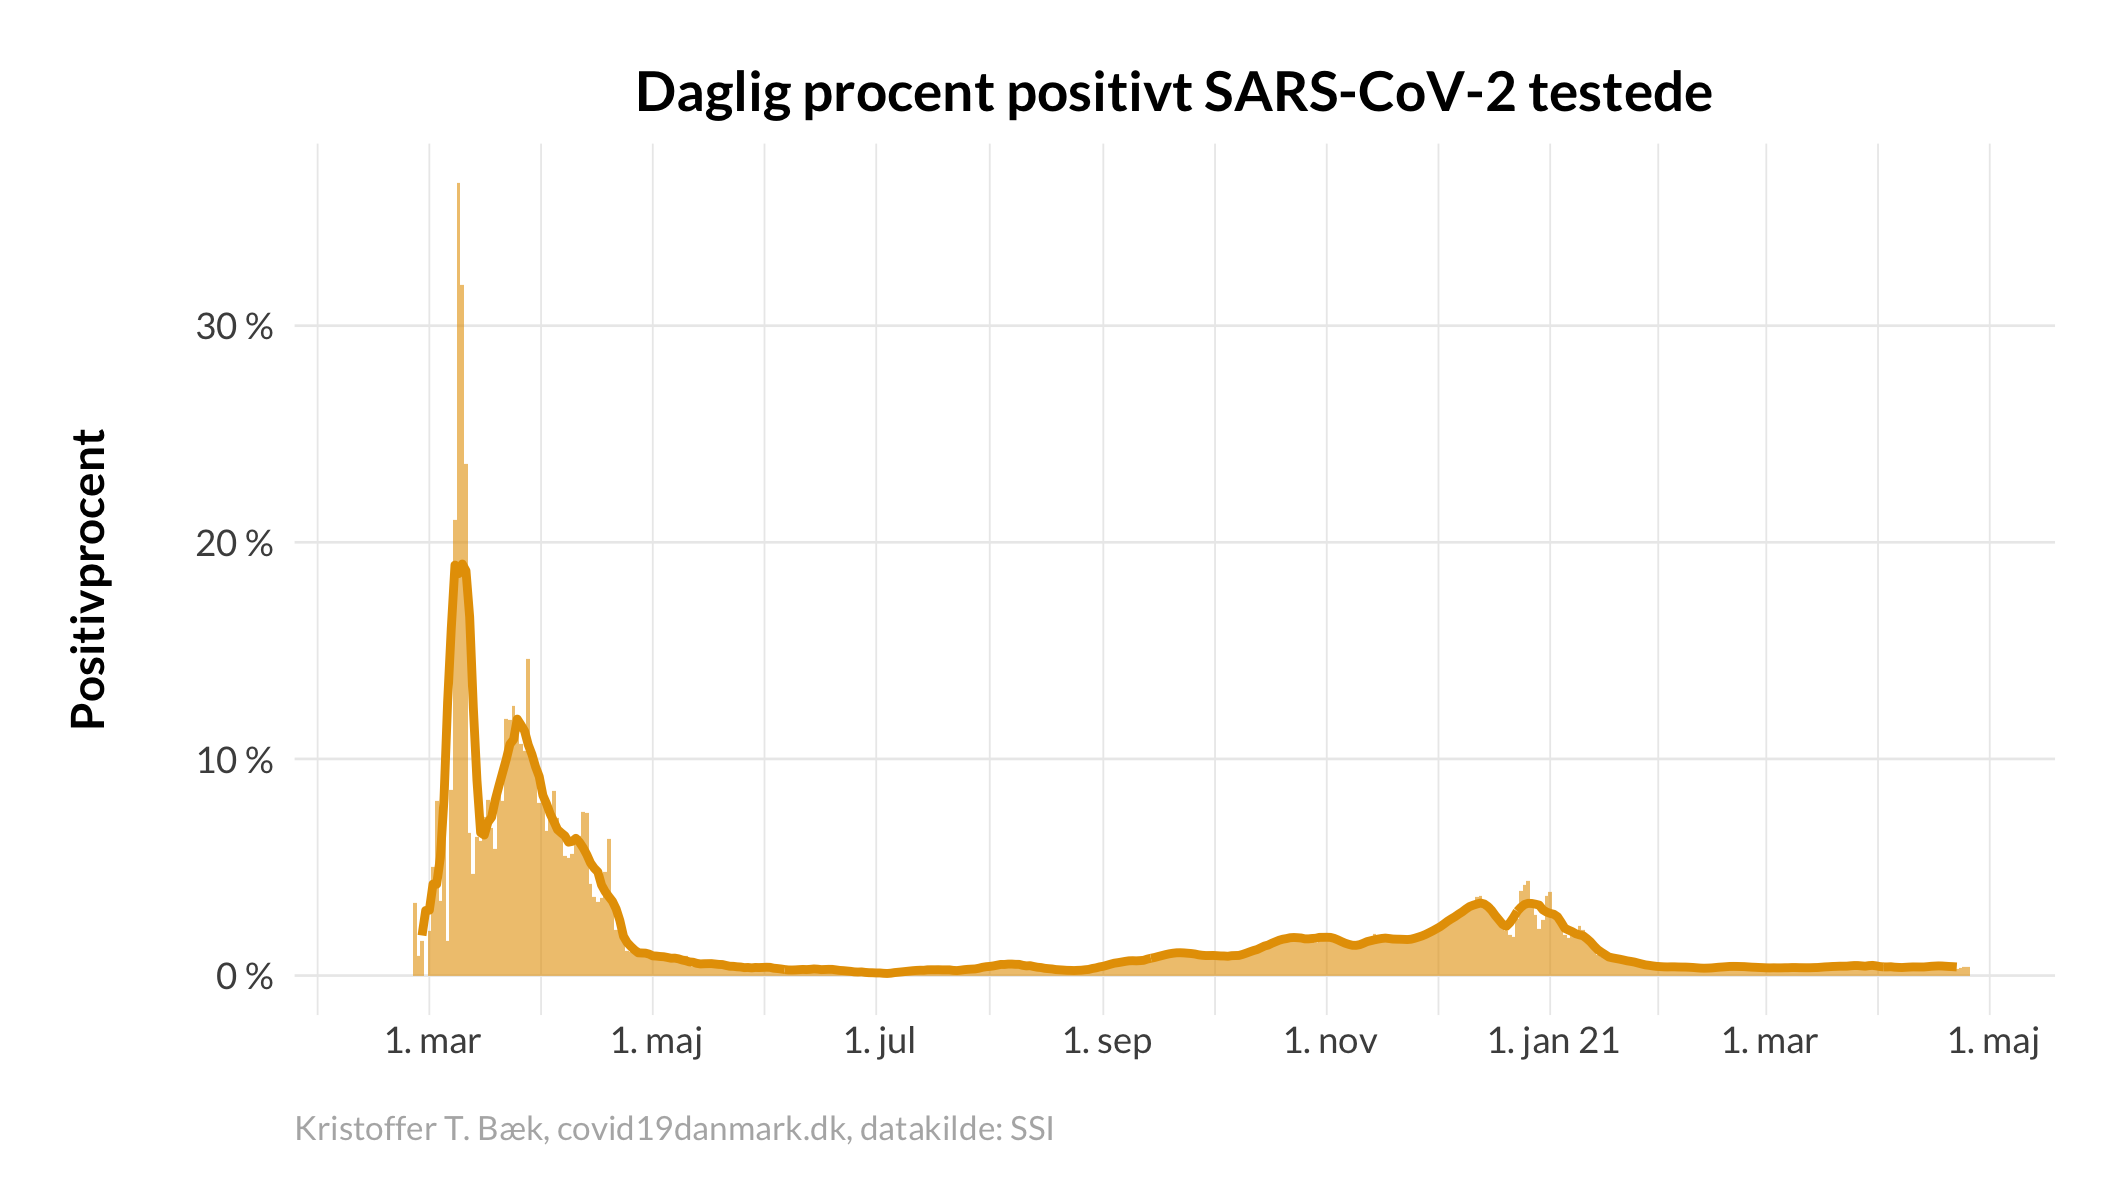 Daglig procent positivt SARS-CoV-2 testede
Positivprocent
30 %
20 %
10 %
0 %
1. mar
1. maj
1. jul
1. sep
1. nov
1. jan 21
1. mar
1. maj
Kristoffer T. Bæk, covid19danmark.dk, datakilde: SSI